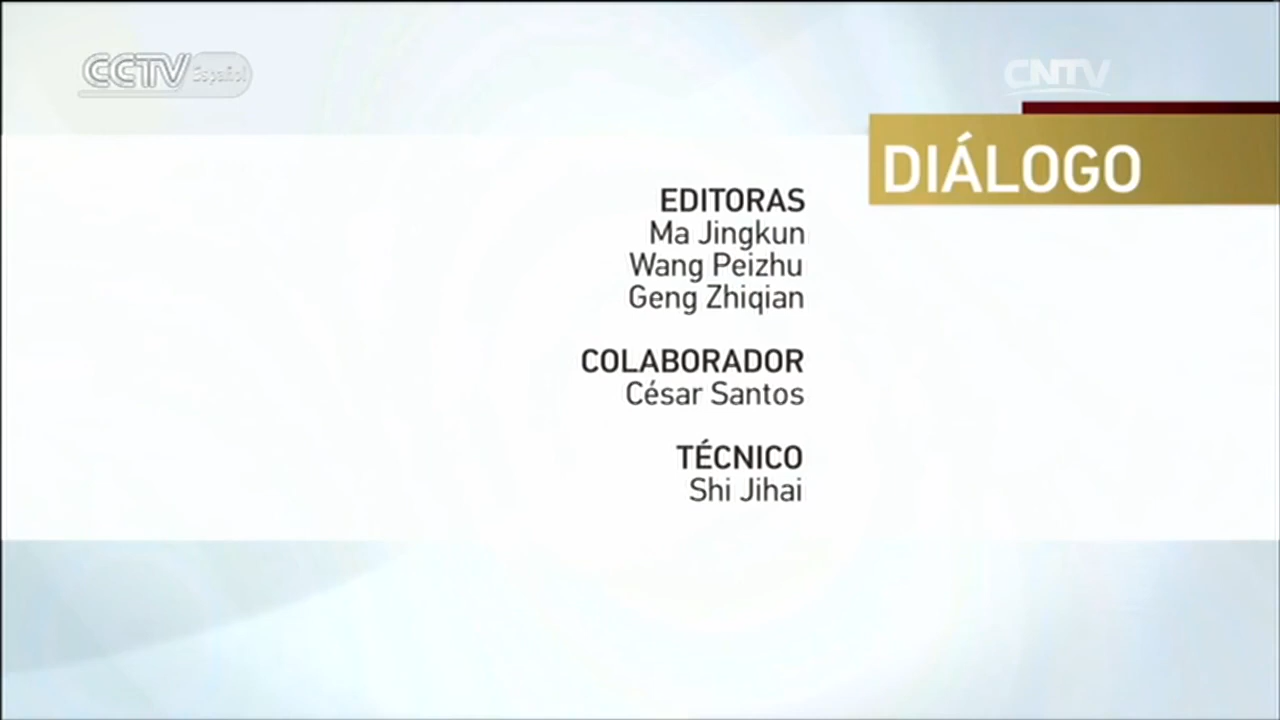 CCTV Español
CNTV
DIÁLOGO
EDITORAS
Ma Jingkun
Wang Peizhu
Geng Zhiqian
COLABORADOR
César Santos
TÉCNICO
Shi Jihai